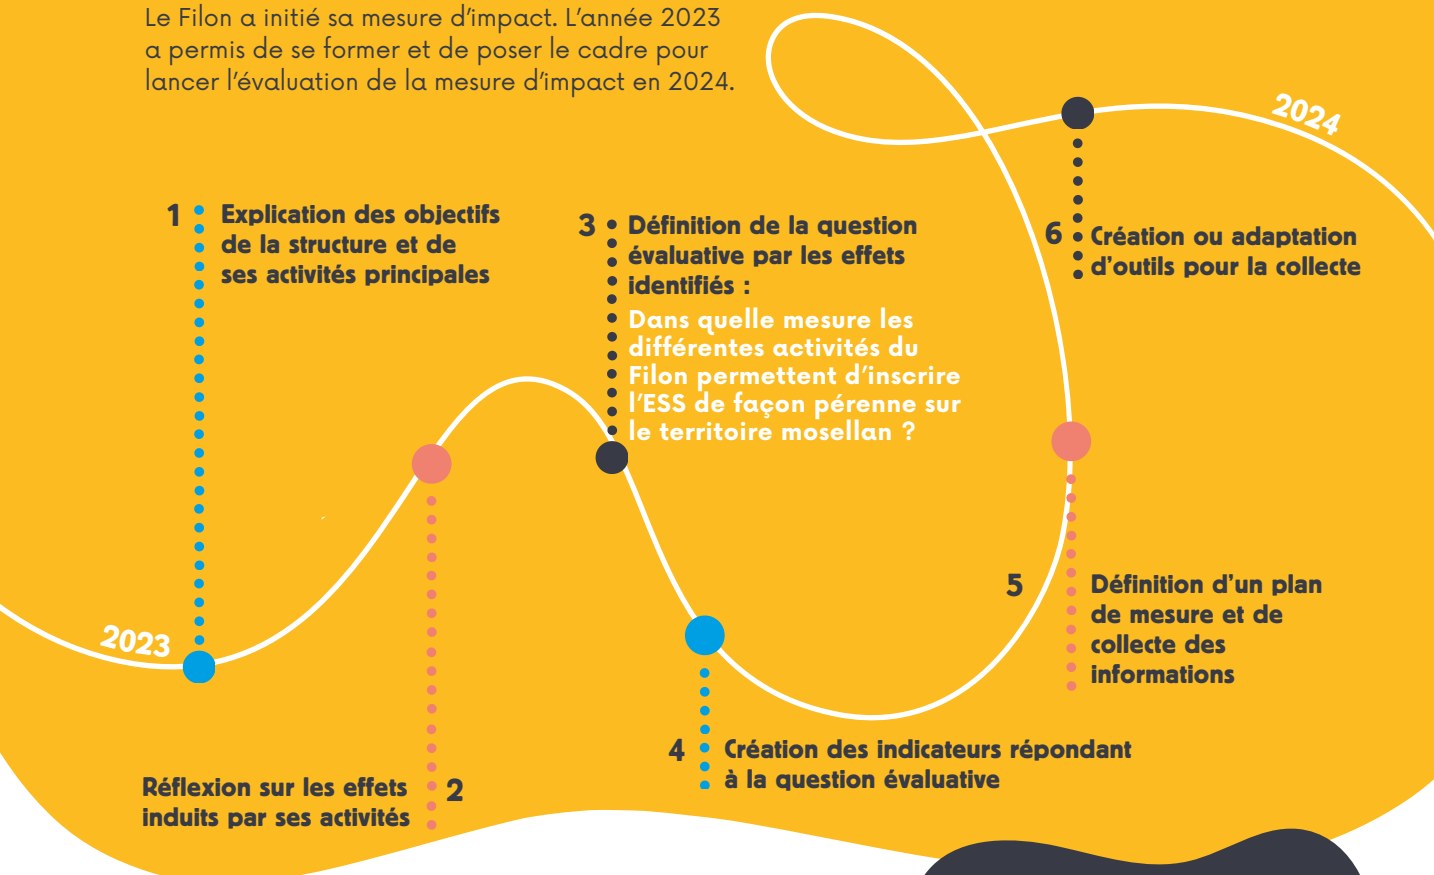 Le Filon a initié sa mesure d'impact. L'année 2023
a permis de se former et de poser le cadre pour
lancer l'évaluation de la mesure d'impact en 2024.
2023
1
Explication des objectifs
de la structure et de
ses activités principales
2
Réflexion sur les effets
induits par ses activités
3
Définition de la question
évaluative par les effets
identifiés :
Dans quelle mesure les
différentes activités du
Filon permettent d'inscrire
l'ESS de façon pérenne sur
le territoire mosellan ?
4
Création des indicateurs répondant
à la question évaluative
5
Définition d'un plan
de mesure et de
collecte des
informations
6
Création ou adaptation
d'outils pour la collecte
2024